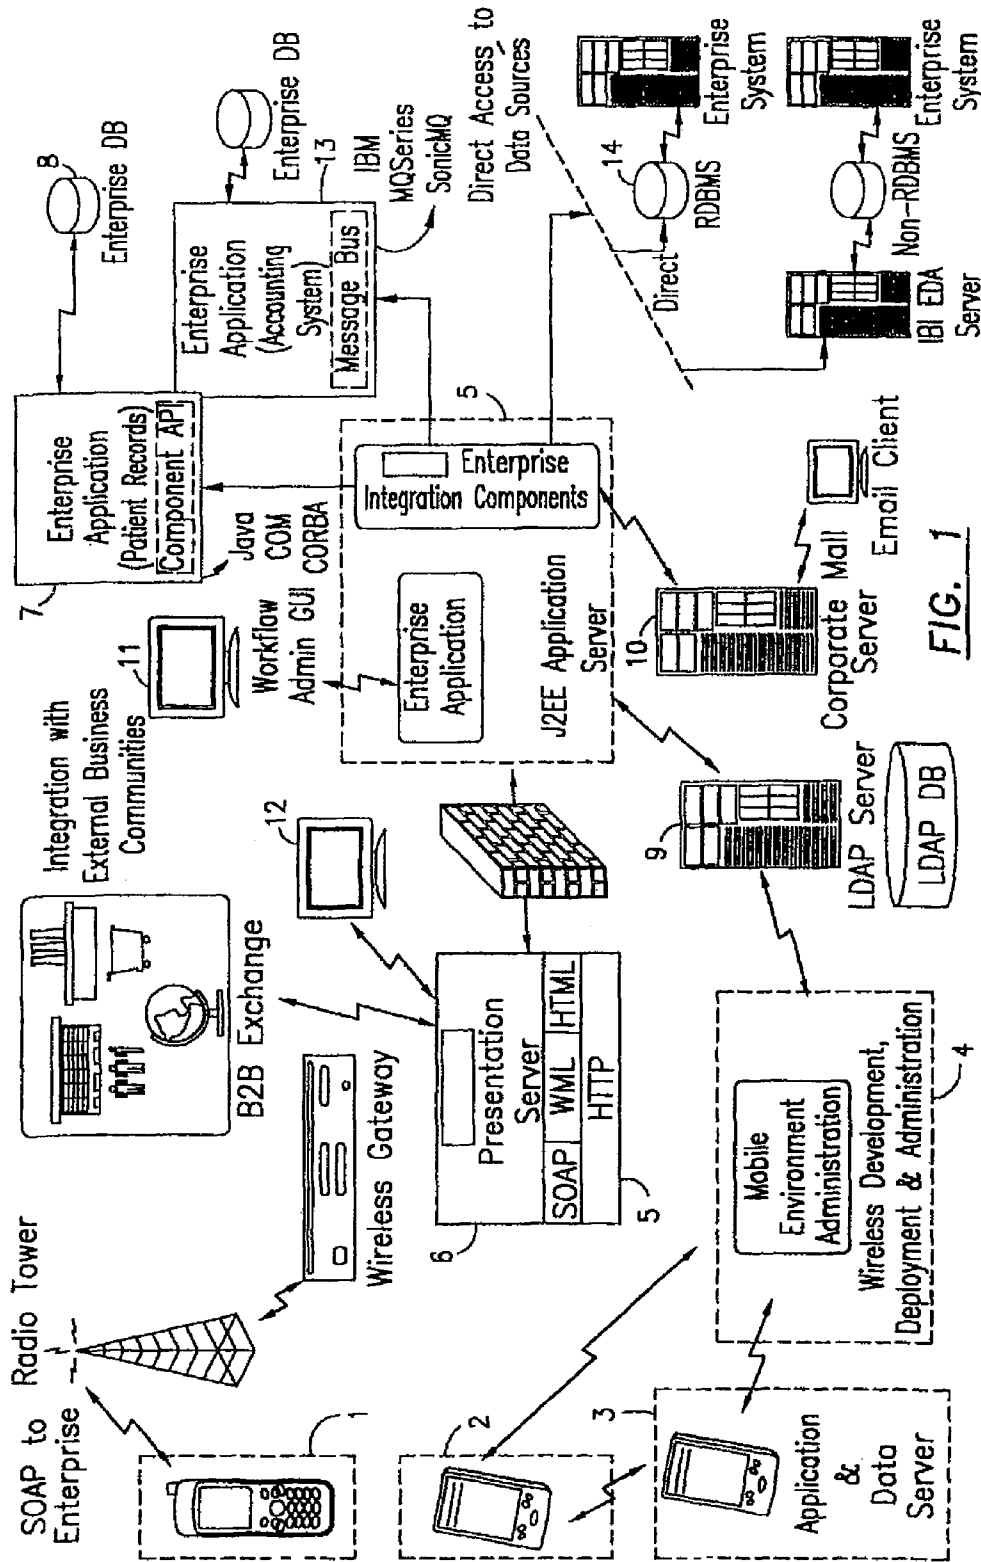 SOAP to
Enterprise
Radio Tower
1
2
3
Application
&
Data
Server
Wireless Gateway
B2B Exchange
Integration with
External Business
Communities
11
Workflow
Admin GUI
12
6
Presentation
Server
SOAP
WML
HTML
HTTP
5
Mobile
Environment
Administration
Wireless Development,
Deployment & Administration
4
9
LDAP Server
LDAP DB
10
Corporate Mail
Server
Email Client
Enterprise
Application
J2EE Application
Server
Enterprise
Integration Components
5
7
Enterprise
Application
(Patient Records)
Component API
Java
COM
CORBA
8
Enterprise DB
Enterprise
Application
(Accounting
System)
Message Bus
Enterprise DB
13
IBM
MQSeries
SonicMQ
Direct Access to
Data Sources
Direct
14
RDBMS
Enterprise
System
IBI EDA
Server
Non-RDBMS
Enterprise
System
FIG. 1